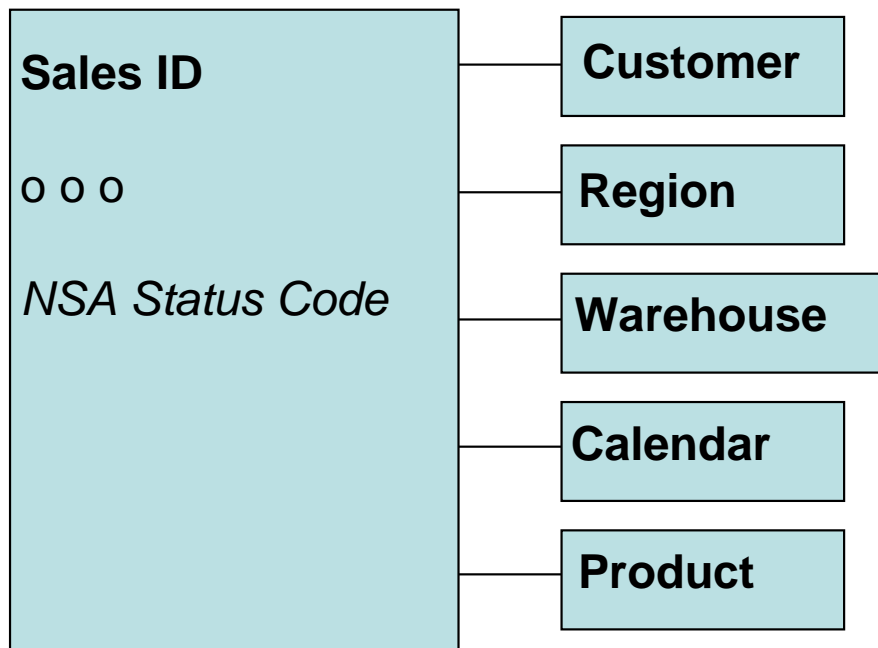 Sales ID
o o o
NSA Status Code
Customer
Region
Warehouse
Calendar
Product